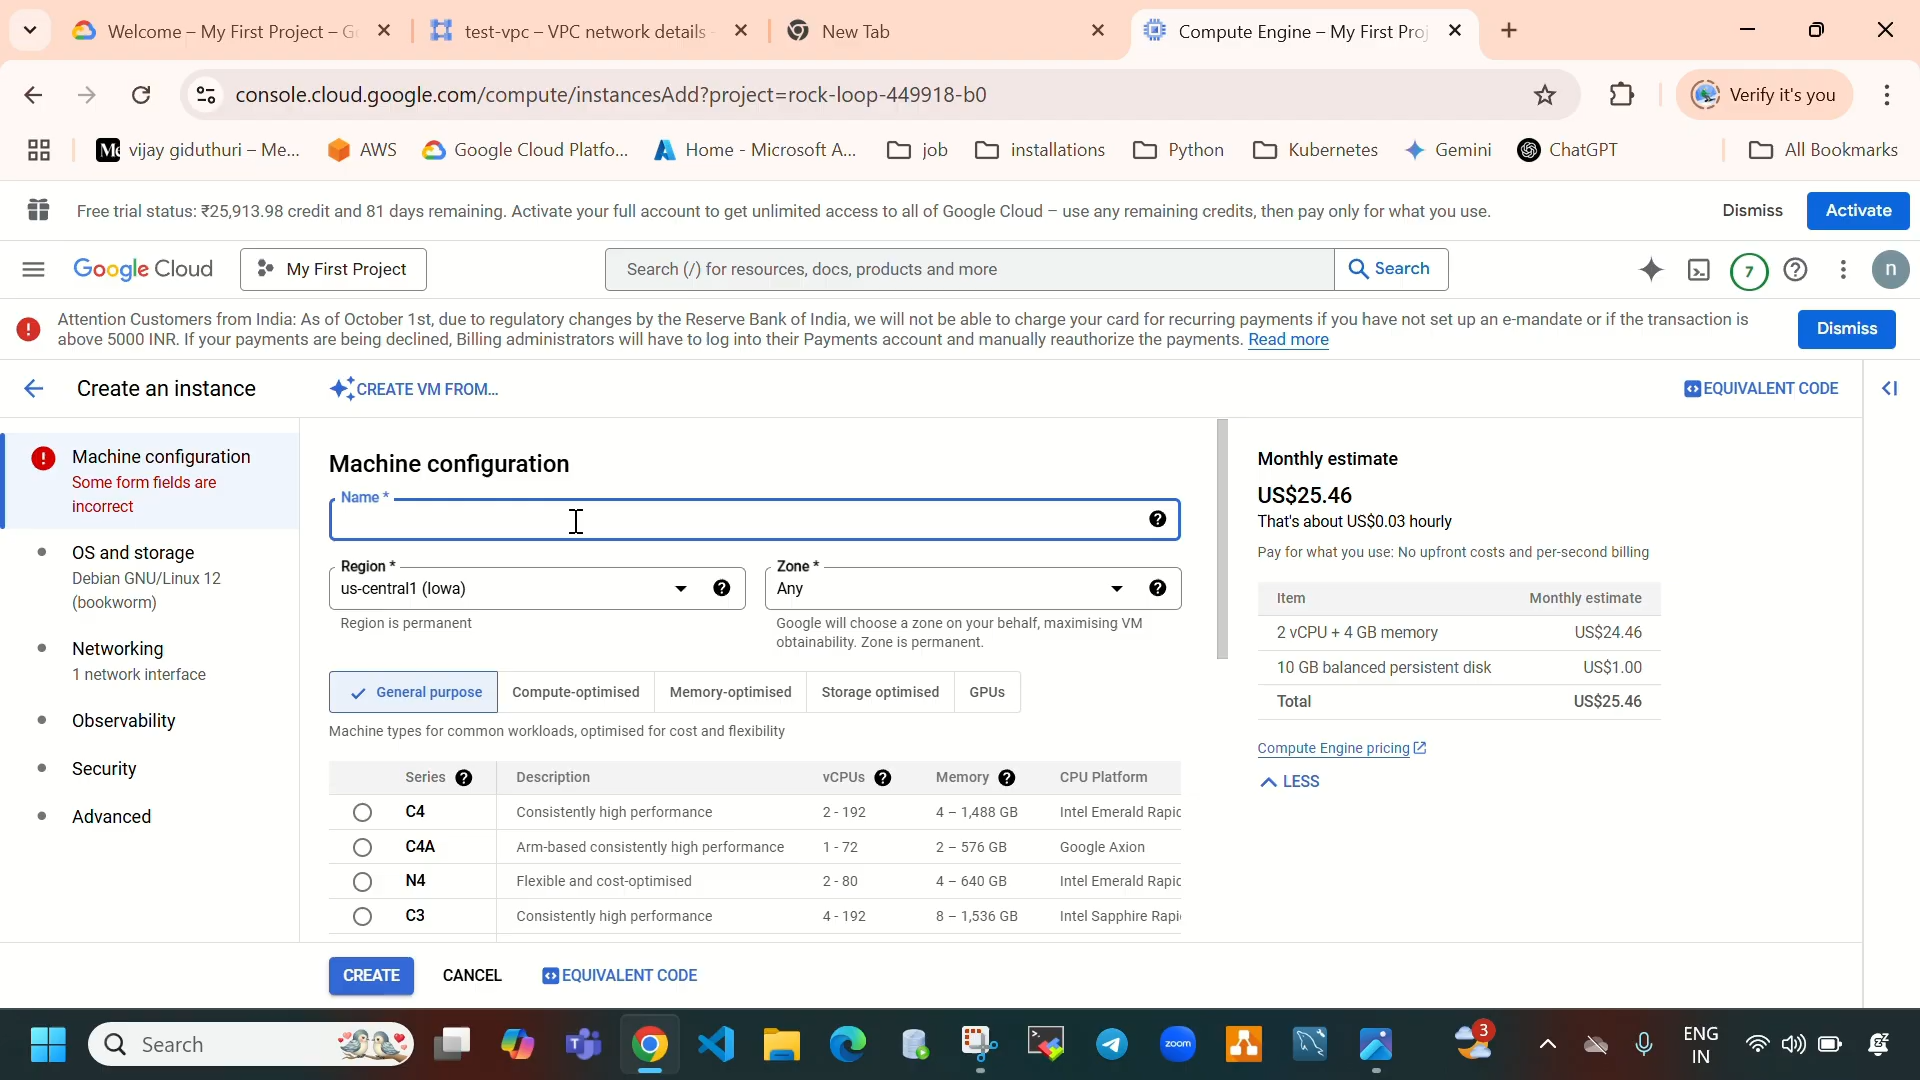 Welcome – My First Project – G
test-vpc – VPC network details
New Tab
Compute Engine – My First Proj
console.cloud.google.com/compute/instancesAdd?project=rock-loop-449918-b0
Verify it's you
vijay giduthuri – Me...
AWS
Google Cloud Platfo...
Home - Microsoft A...
job
installations
Python
Kubernetes
Gemini
ChatGPT
All Bookmarks
Free trial status: ₹25,913.98 credit and 81 days remaining. Activate your full account to get unlimited access to all of Google Cloud – use any remaining credits, then pay only for what you use.
Dismiss
Activate
Google Cloud
My First Project
Search (/) for resources, docs, products and more
Search
7
n
Attention Customers from India: As of October 1st, due to regulatory changes by the Reserve Bank of India, we will not be able to charge your card for recurring payments if you have not set up an e-mandate or if the transaction is
above 5000 INR. If your payments are being declined, Billing administrators will have to log into their Payments account and manually reauthorize the payments. Read more
Dismiss
Create an instance
CREATE VM FROM...
EQUIVALENT CODE
Machine configuration
Some form fields are
incorrect
OS and storage
Debian GNU/Linux 12
(bookworm)
Networking
1 network interface
Observability
Security
Advanced
Machine configuration
Name *
Region *
us-central1 (Iowa)
Region is permanent
Zone *
Any
Google will choose a zone on your behalf, maximising VM
obtainability. Zone is permanent.
General purpose
Compute-optimised
Memory-optimised
Storage optimised
GPUs
Machine types for common workloads, optimised for cost and flexibility
Series Description vCPUs Memory CPU Platform
C4 Consistently high performance 2 - 192 4 – 1,488 GB Intel Emerald Rapic
C4A Arm-based consistently high performance 1 - 72 2 – 576 GB Google Axion
N4 Flexible and cost-optimised 2 - 80 4 – 640 GB Intel Emerald Rapic
C3 Consistently high performance 4 - 192 8 – 1,536 GB Intel Sapphire Rapi
Monthly estimate
US$25.46
That's about US$0.03 hourly
Pay for what you use: No upfront costs and per-second billing
Item Monthly estimate
2 vCPU + 4 GB memory US$24.46
10 GB balanced persistent disk US$1.00
Total US$25.46
Compute Engine pricing
LESS
CREATE
CANCEL
EQUIVALENT CODE
Search
zoom
3
ENG
IN